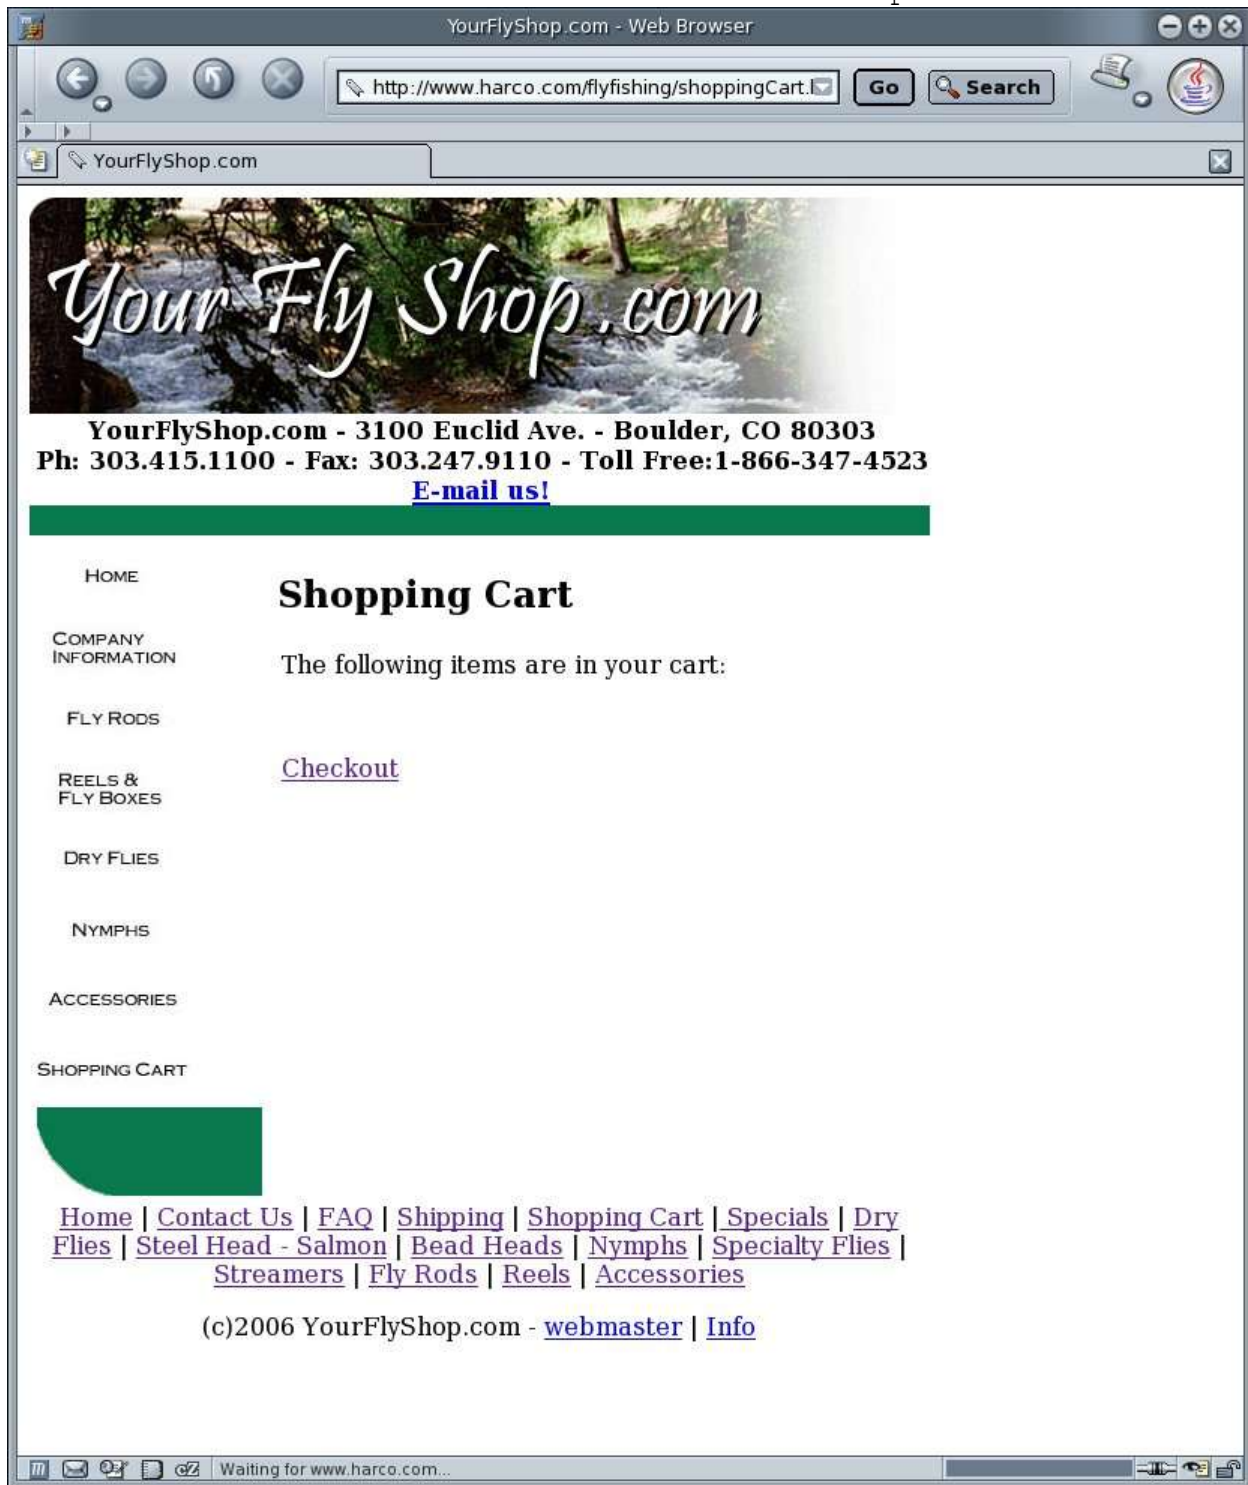 YourFlyShop.com - Web Browser
http://www.harco.com/flyfishing/shoppingCart.
Go
Search
YourFlyShop.com
Your Fly Shop .com
YourFlyShop.com - 3100 Euclid Ave. - Boulder, CO 80303
Ph: 303.415.1100 - Fax: 303.247.9110 - Toll Free:1-866-347-4523
E-mail us!
HOME
COMPANY
INFORMATION
FLY RODS
REELS &
FLY BOXES
DRY FLIES
NYMPHS
ACCESSORIES
SHOPPING CART
Shopping Cart
The following items are in your cart:
Checkout
Home | Contact Us | FAQ | Shipping | Shopping Cart | Specials | Dry
Flies | Steel Head - Salmon | Bead Heads | Nymphs | Specialty Flies |
Streamers | Fly Rods | Reels | Accessories
(c)2006 YourFlyShop.com - webmaster | Info
Waiting for www.harco.com...